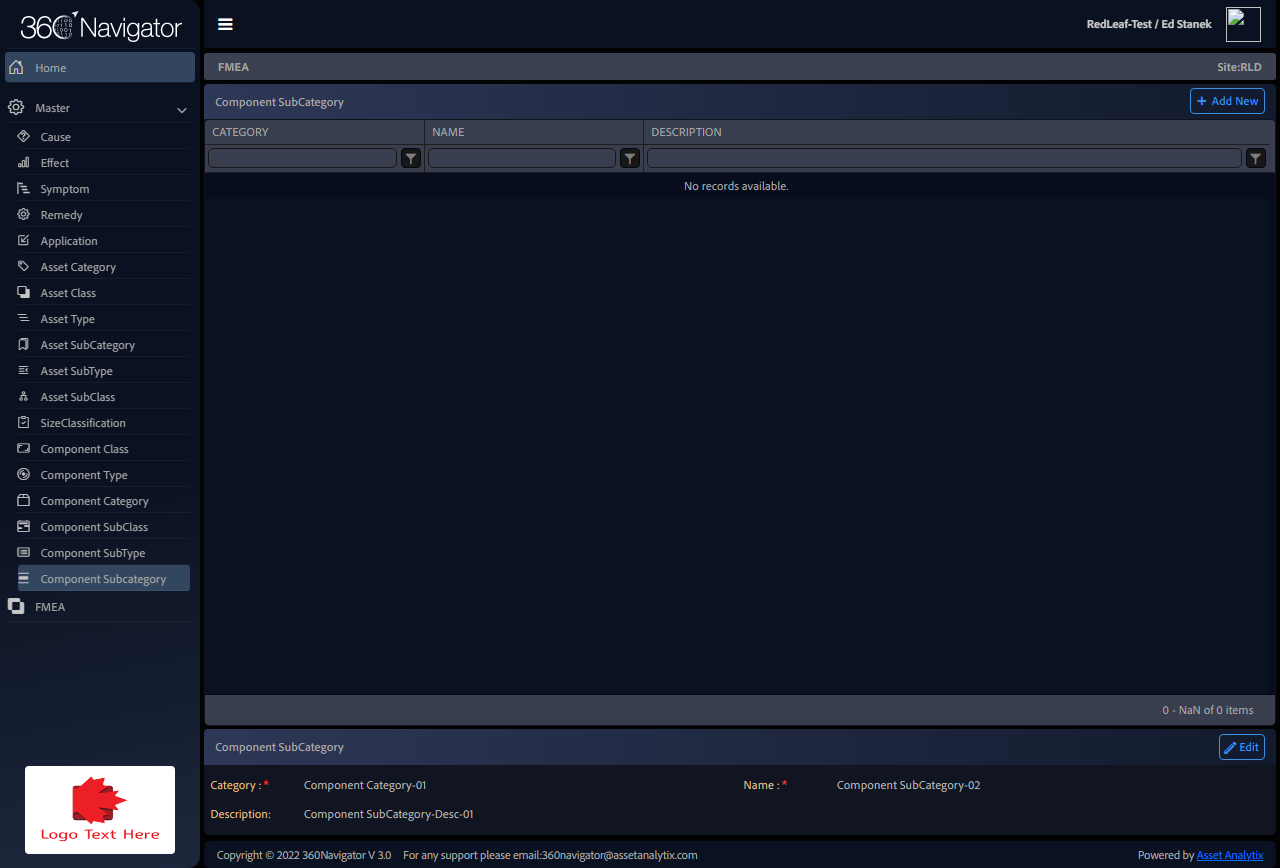 360 Navigator
RedLeaf-Test / Ed Stanek
Home
FMEA
Site:RLD
Master
Cause
Effect
Symptom
Remedy
Application
Asset Category
Asset Class
Asset Type
Asset SubCategory
Asset SubType
Asset SubClass
SizeClassification
Component Class
Component Type
Component Category
Component SubClass
Component SubType
Component Subcategory
FMEA
Logo Text Here
Component SubCategory
+ Add New
CATEGORY NAME DESCRIPTION
No records available.
0 - NaN of 0 items
Component SubCategory
Edit
Category : * Component Category-01 Name : * Component SubCategory-02
Description: Component SubCategory-Desc-01
Copyright © 2022 360Navigator V 3.0 For any support please email:360navigator@assetanalytix.com Powered by Asset Analytix